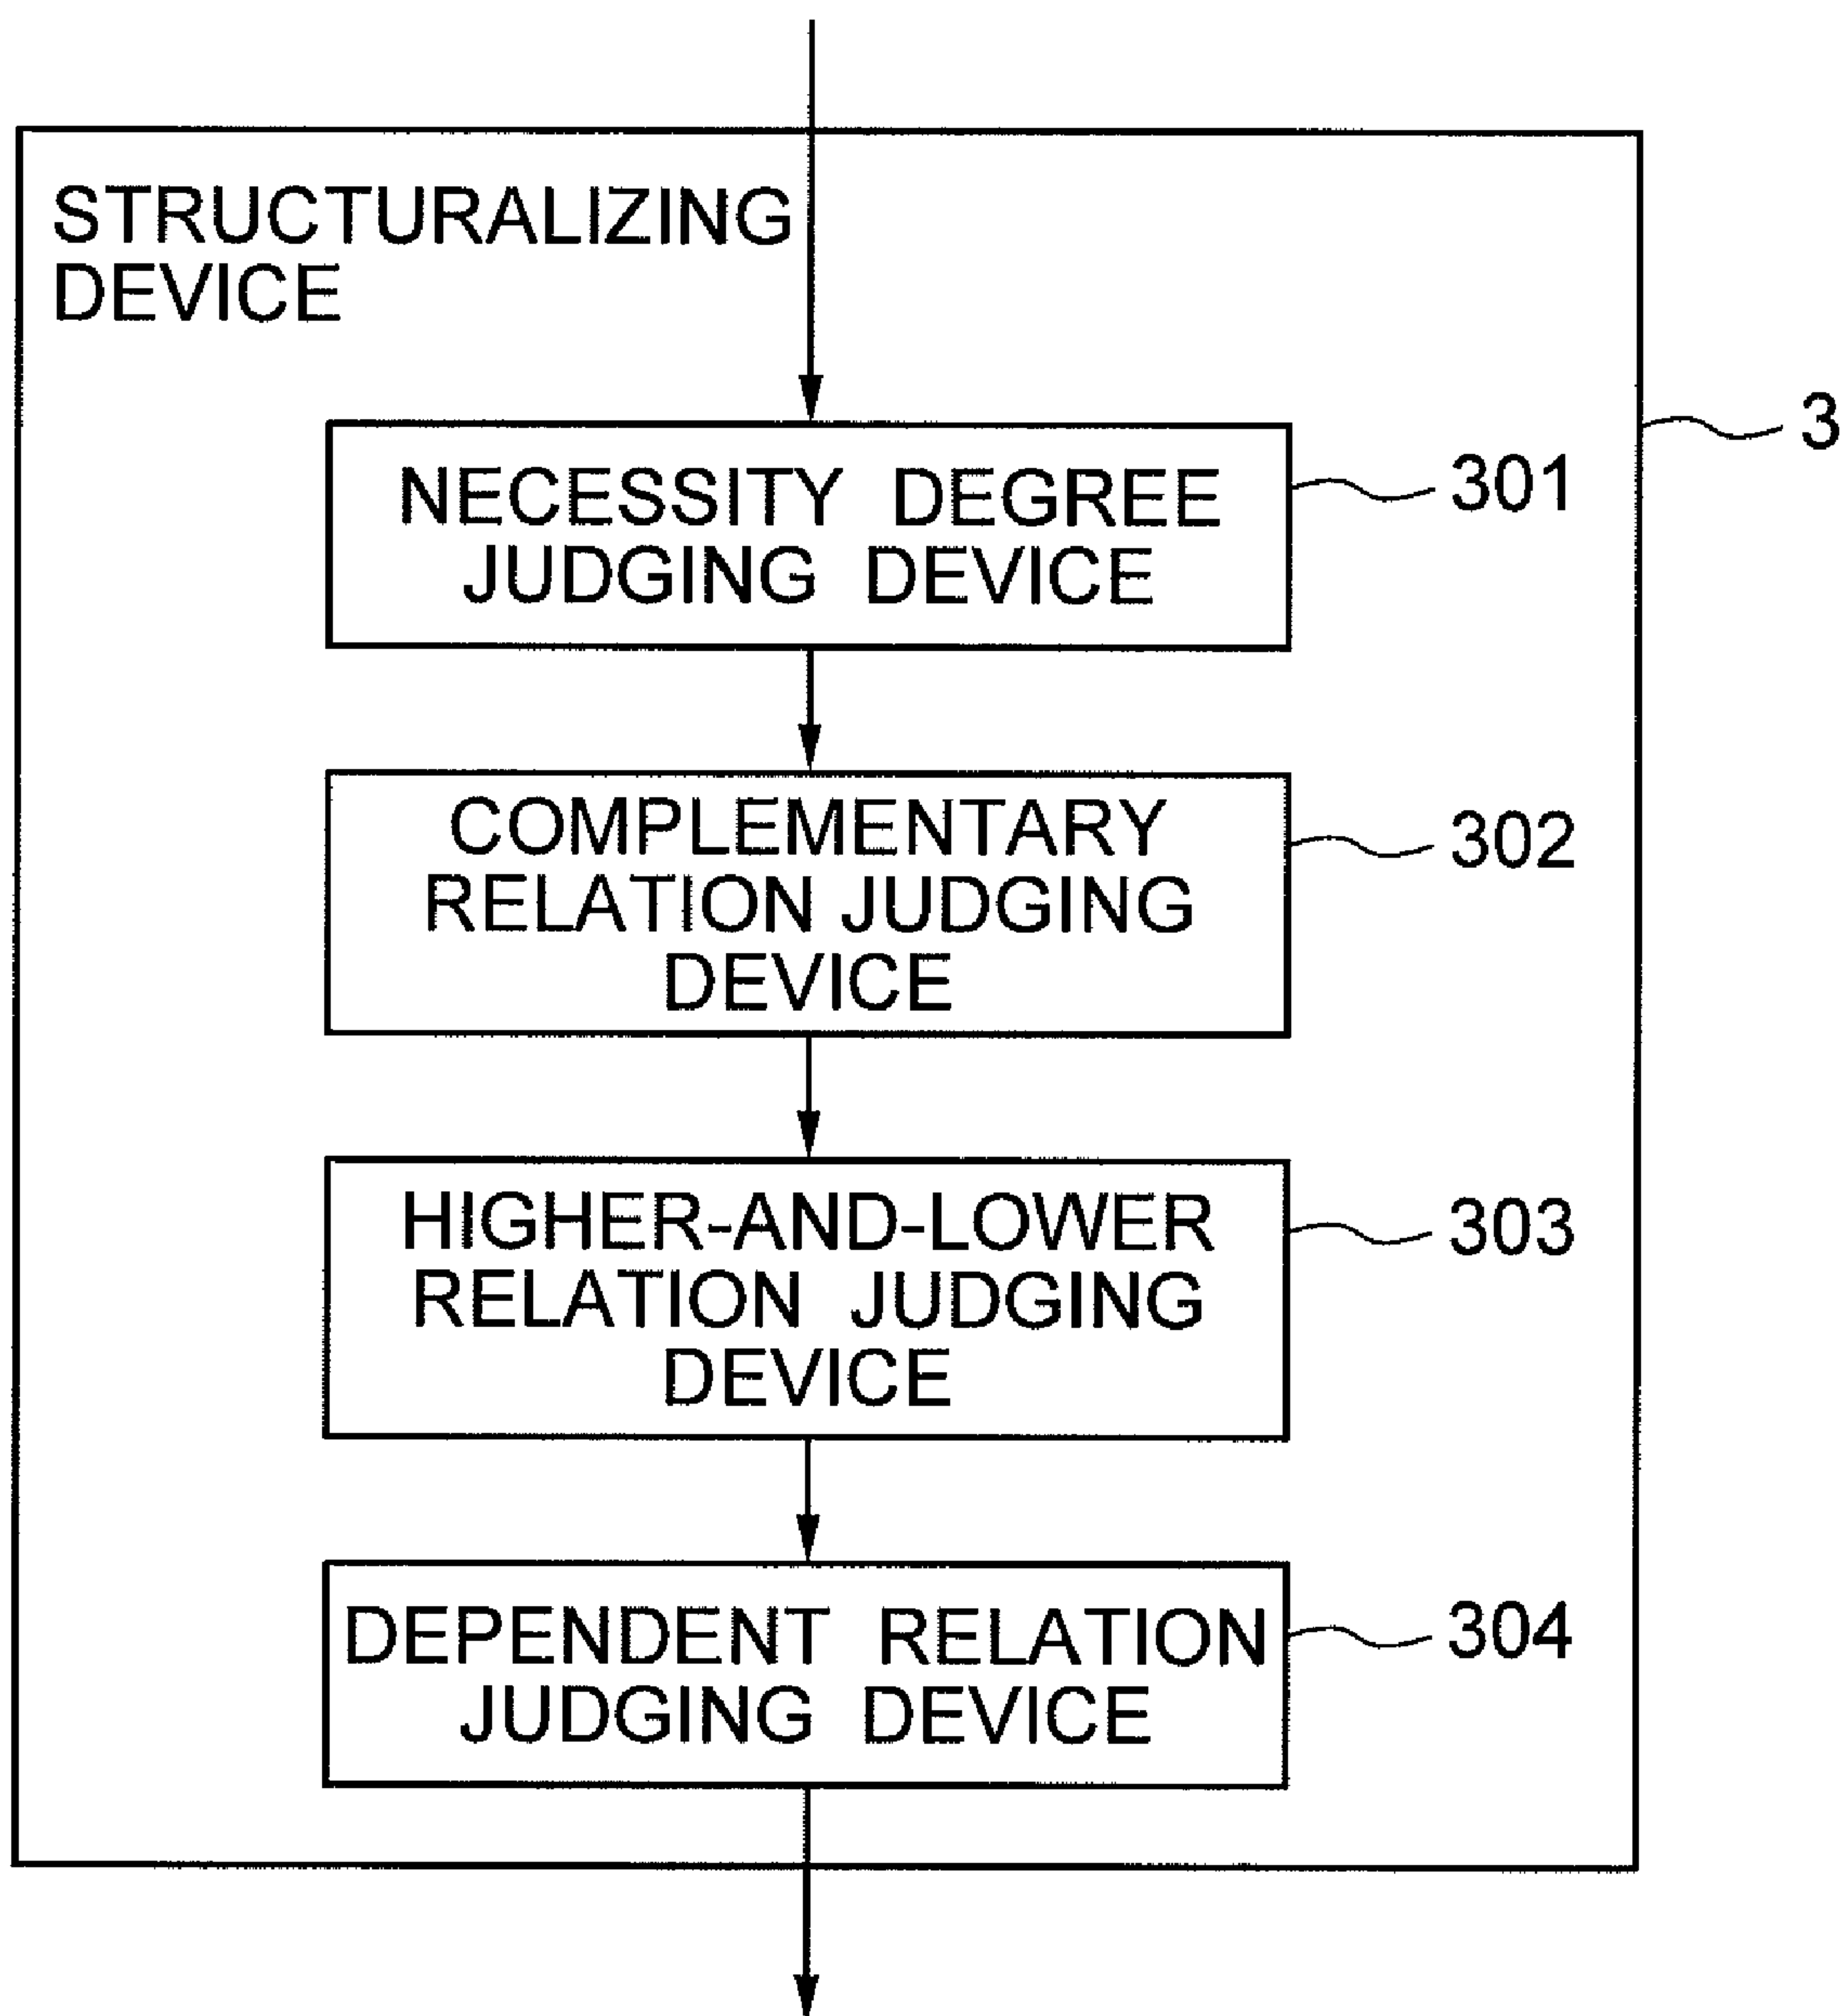 STRUCTURALIZING
DEVICE
3
NECESSITY DEGREE
JUDGING DEVICE
301
COMPLEMENTARY
RELATION JUDGING
DEVICE
302
HIGHER-AND-LOWER
RELATION JUDGING
DEVICE
303
DEPENDENT RELATION
JUDGING DEVICE
304